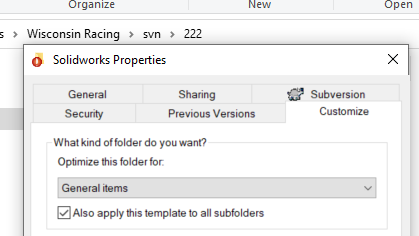 Organize New Open
s › Wisconsin Racing › svn › 222
Solidworks Properties
General Sharing Subversion
Security Previous Versions Customize
What kind of folder do you want?
Optimize this folder for:
General items
Also apply this template to all subfolders